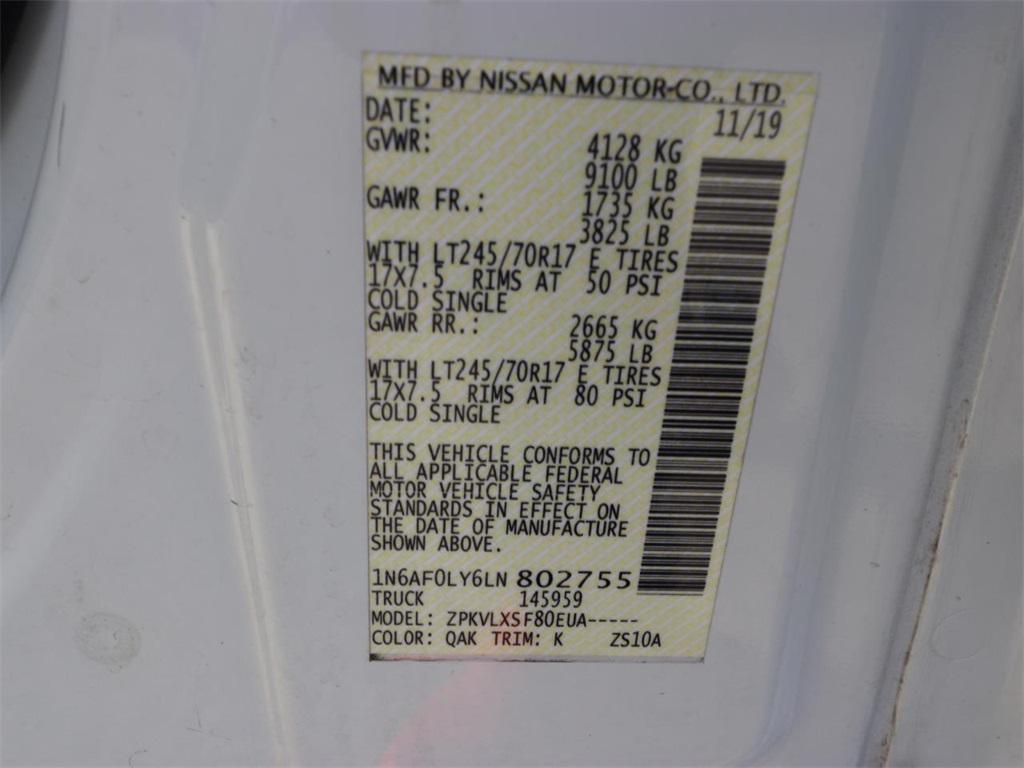 MFD BY NISSAN MOTOR CO., LTD.
DATE: 11/19
GVWR: 4128 KG
9100 LB
GAWR FR.: 1735 KG
3825 LB
WITH LT245/70R17 E TIRES
17X7.5 RIMS AT 50 PSI
COLD SINGLE
GAWR RR.: 2665 KG
5875 LB
WITH LT245/70R17 E TIRES
17X7.5 RIMS AT 80 PSI
COLD SINGLE
THIS VEHICLE CONFORMS TO
ALL APPLICABLE FEDERAL
MOTOR VEHICLE SAFETY
STANDARDS IN EFFECT ON
THE DATE OF MANUFACTURE
SHOWN ABOVE.
1N6AF0LY6LN 802755
TRUCK 145959
MODEL: ZPKVLXSF80EUA-----
COLOR: QAK TRIM: K ZS10A